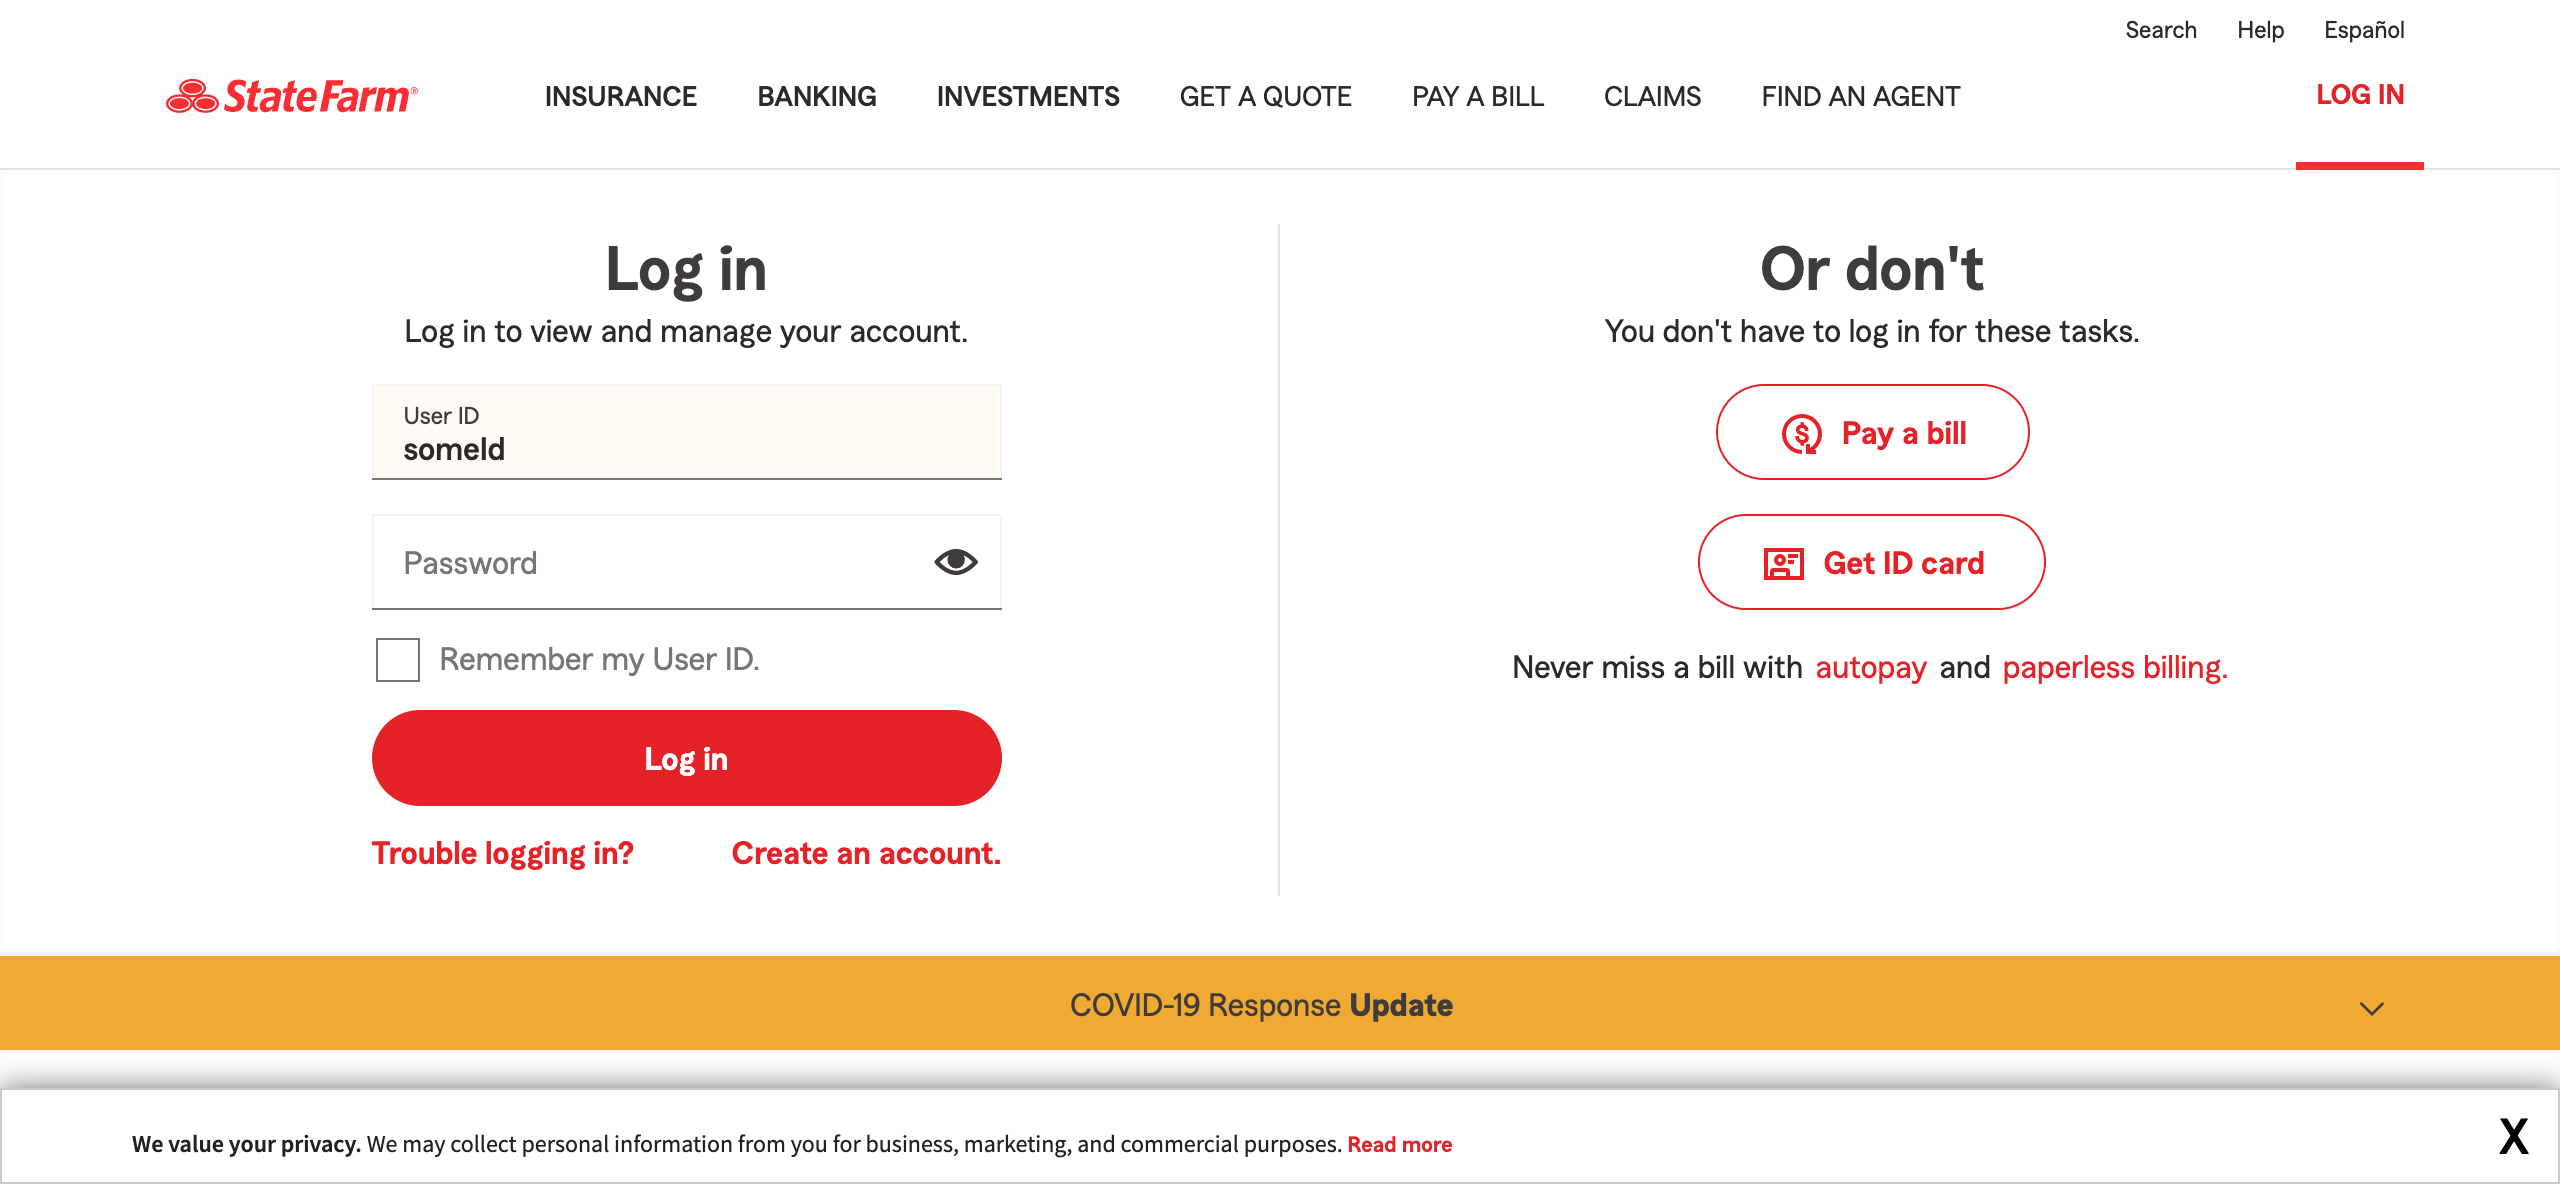 Search Help Español
StateFarm®
INSURANCE BANKING INVESTMENTS GET A QUOTE PAY A BILL CLAIMS FIND AN AGENT LOG IN
Log in
Log in to view and manage your account.
User ID
someId
Password
Remember my User ID.
Log in
Trouble logging in? Create an account.
Or don't
You don't have to log in for these tasks.
Pay a bill
Get ID card
Never miss a bill with autopay and paperless billing.
COVID-19 Response Update
We value your privacy. We may collect personal information from you for business, marketing, and commercial purposes. Read more
X